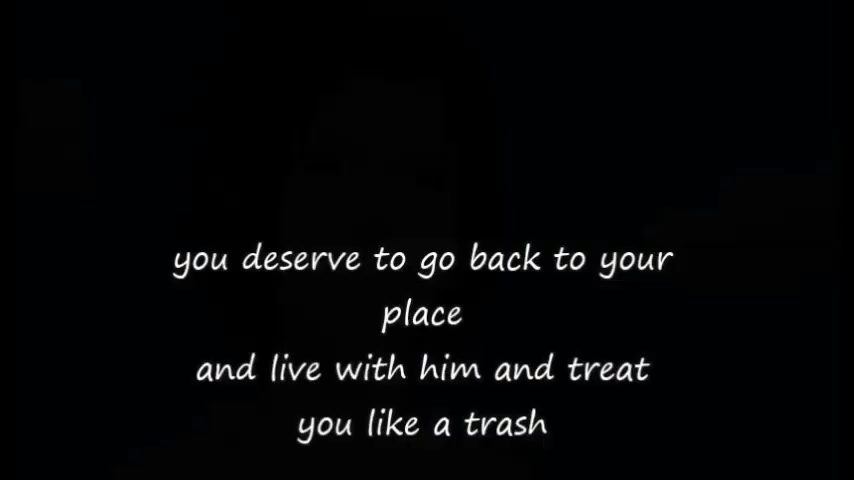 you deserve to go back to your
place
and live with him and treat
you like a trash